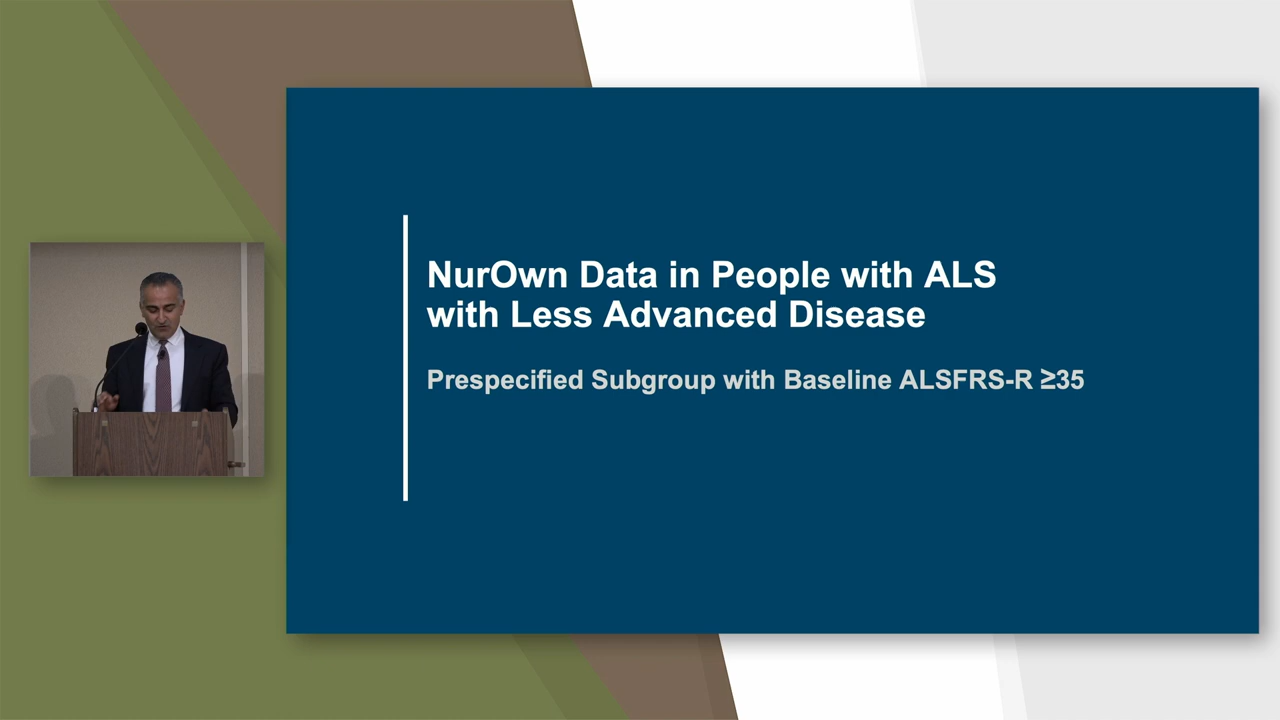 NurOwn Data in People with ALS
with Less Advanced Disease
Prespecified Subgroup with Baseline ALSFRS-R ≥35